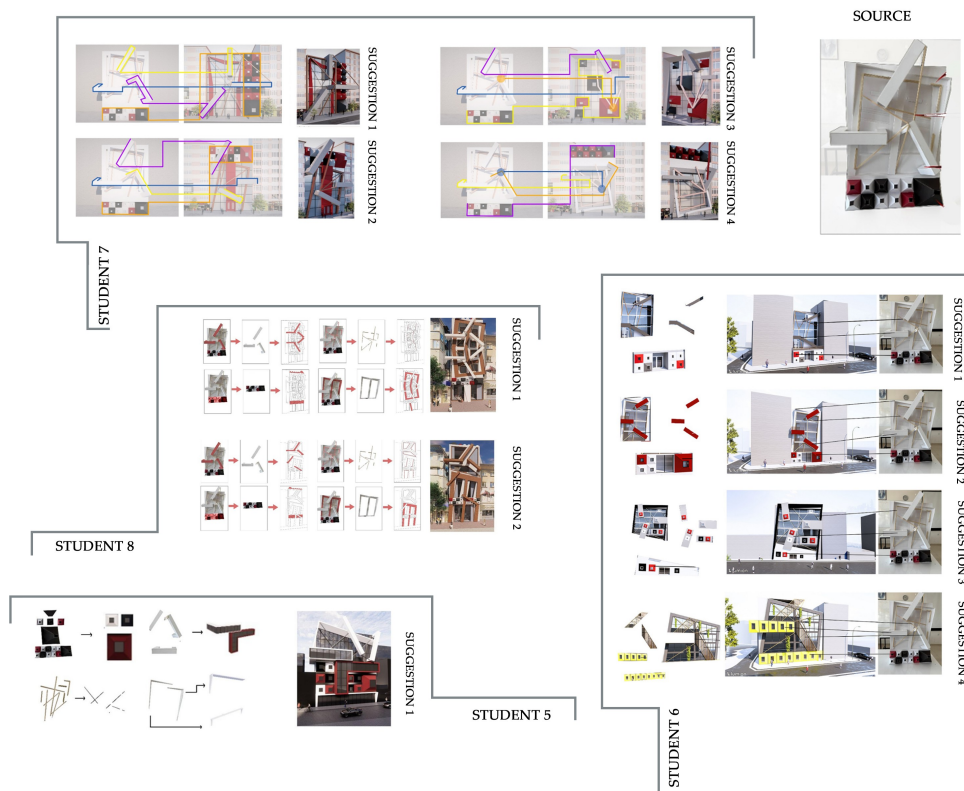 SOURCE
SUGGESTION 1
SUGGESTION 3
SUGGESTION 2
SUGGESTION 4
STUDENT 7
SUGGESTION 1
SUGGESTION 2
STUDENT 8
SUGGESTION 1
SUGGESTION 2
SUGGESTION 3
SUGGESTION 4
STUDENT 6
SUGGESTION 1
STUDENT 5